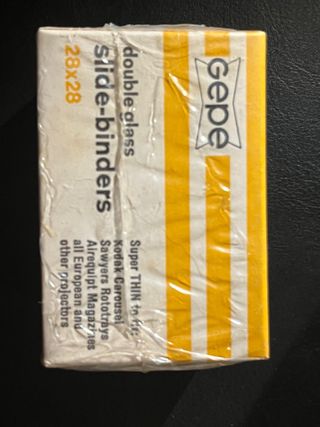 Gepe
double glass
slide-binders
28x28
Super THIN to fit:
Kodak Carousel
Sawyers Rototrays
Airequipt Magazines
all European and
other projectors